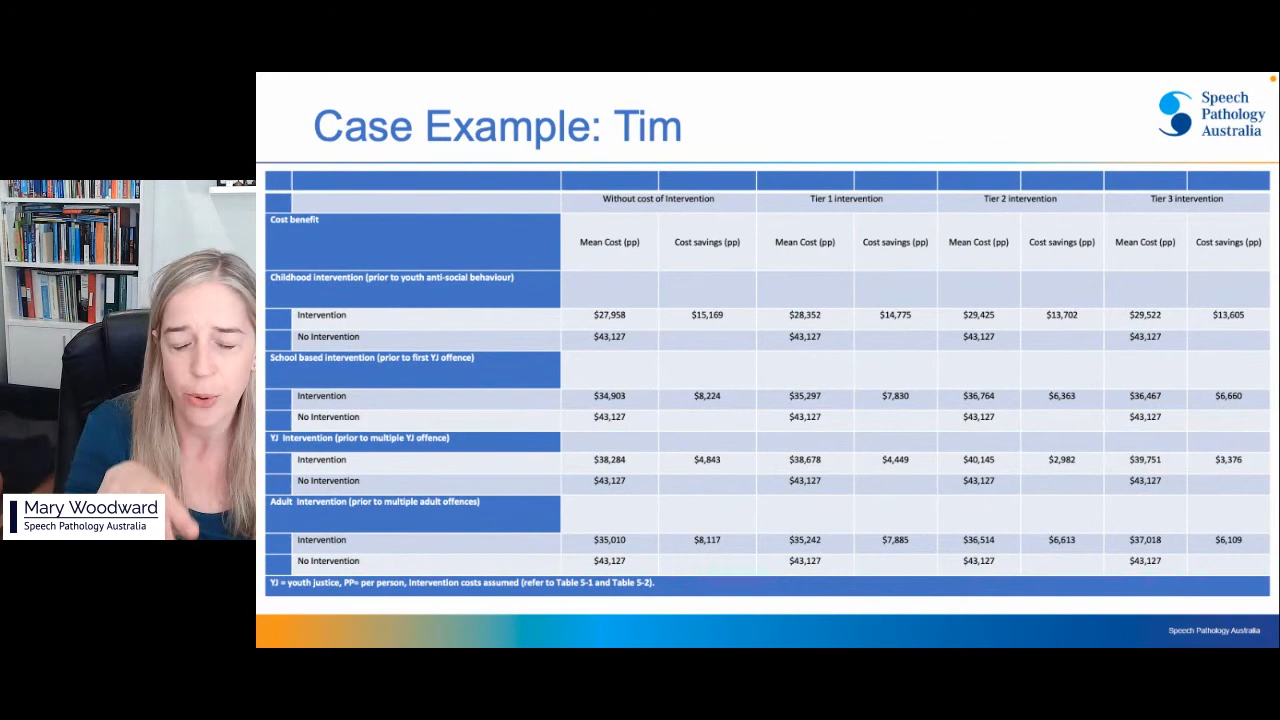 Case Example: Tim
Speech
Pathology
Australia
Without cost of Intervention Tier 1 intervention Tier 2 intervention Tier 3 intervention
Cost benefit
Mean Cost (pp) Cost savings (pp) Mean Cost (pp) Cost savings (pp) Mean Cost (pp) Cost savings (pp) Mean Cost (pp) Cost savings (pp)
Childhood intervention (prior to youth anti-social behaviour)
Intervention $27,958 $15,169 $28,352 $14,775 $29,425 $13,702 $29,522 $13,605
No Intervention $43,127 $43,127 $43,127 $43,127
School based intervention (prior to first YJ offence)
Intervention $34,903 $8,224 $35,297 $7,830 $36,764 $6,363 $36,467 $6,660
No Intervention $43,127 $43,127 $43,127 $43,127
YJ Intervention (prior to multiple YJ offence)
Intervention $38,284 $4,843 $38,678 $4,449 $40,145 $2,982 $39,751 $3,376
No Intervention $43,127 $43,127 $43,127 $43,127
Adult Intervention (prior to multiple adult offences)
Intervention $35,010 $8,117 $35,242 $7,885 $36,514 $6,613 $37,018 $6,109
No Intervention $43,127 $43,127 $43,127 $43,127
YJ = youth justice, PP= per person, Intervention costs assumed (refer to Table 5-1 and Table 5-2).
Speech Pathology Australia
Mary Woodward
Speech Pathology Australia